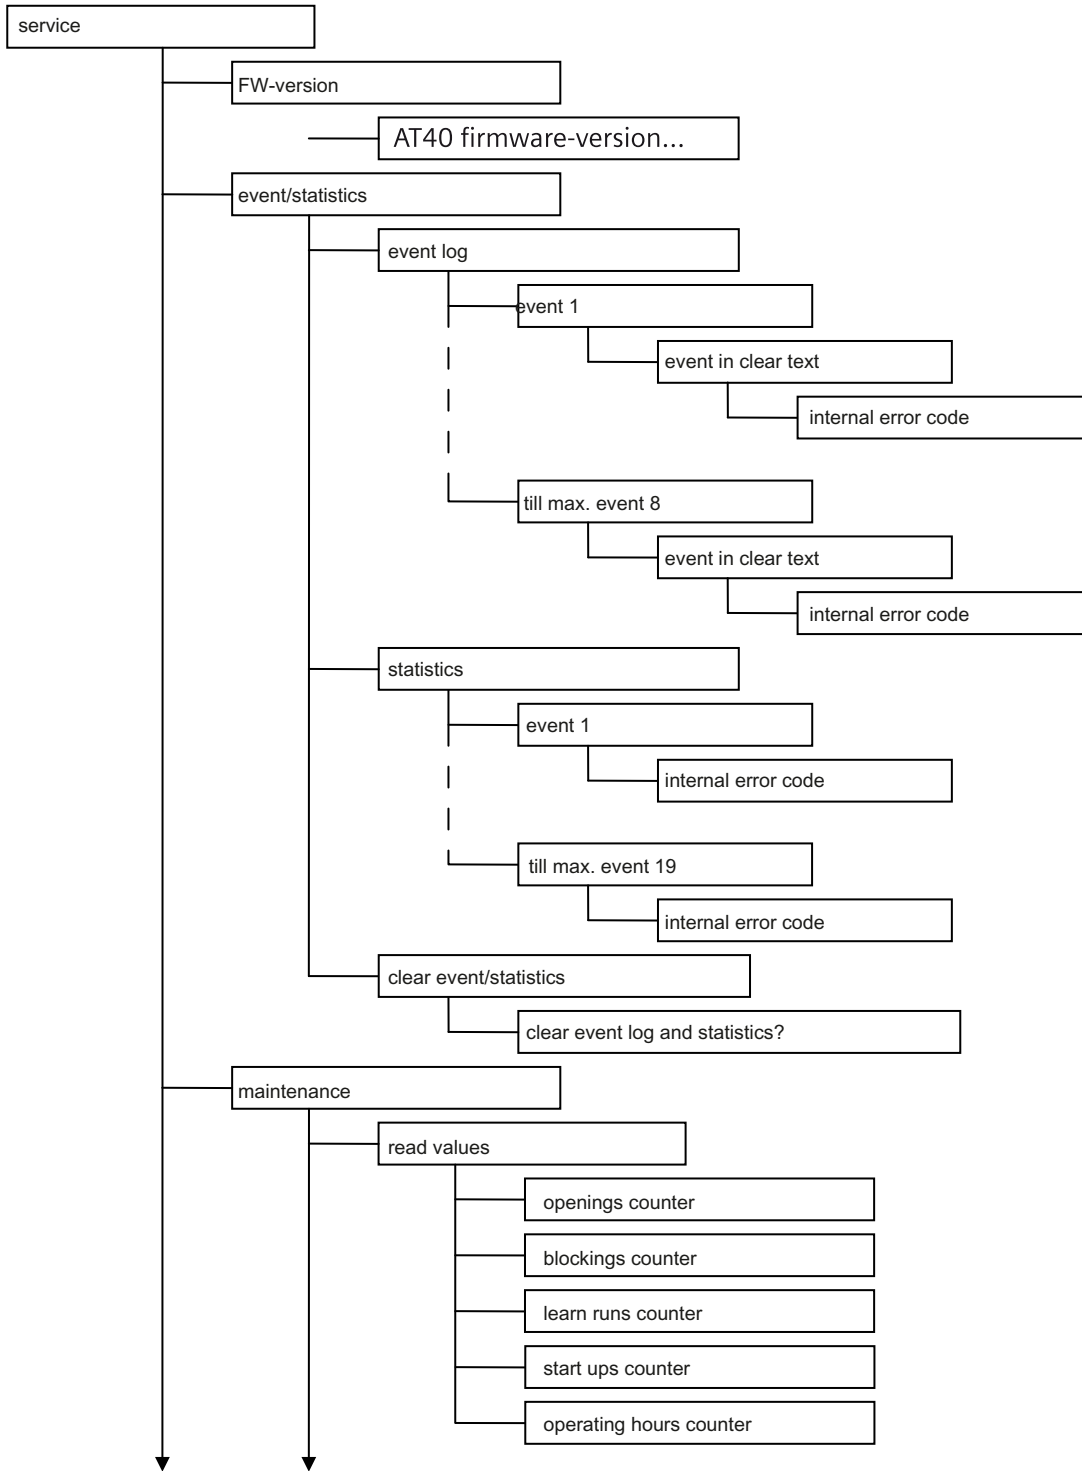 service
FW-version
AT40 firmware-version...
event/statistics
event log
event 1
event in clear text
internal error code
till max. event 8
event in clear text
internal error code
statistics
event 1
internal error code
till max. event 19
internal error code
clear event/statistics
clear event log and statistics?
maintenance
read values
openings counter
blockings counter
learn runs counter
start ups counter
operating hours counter